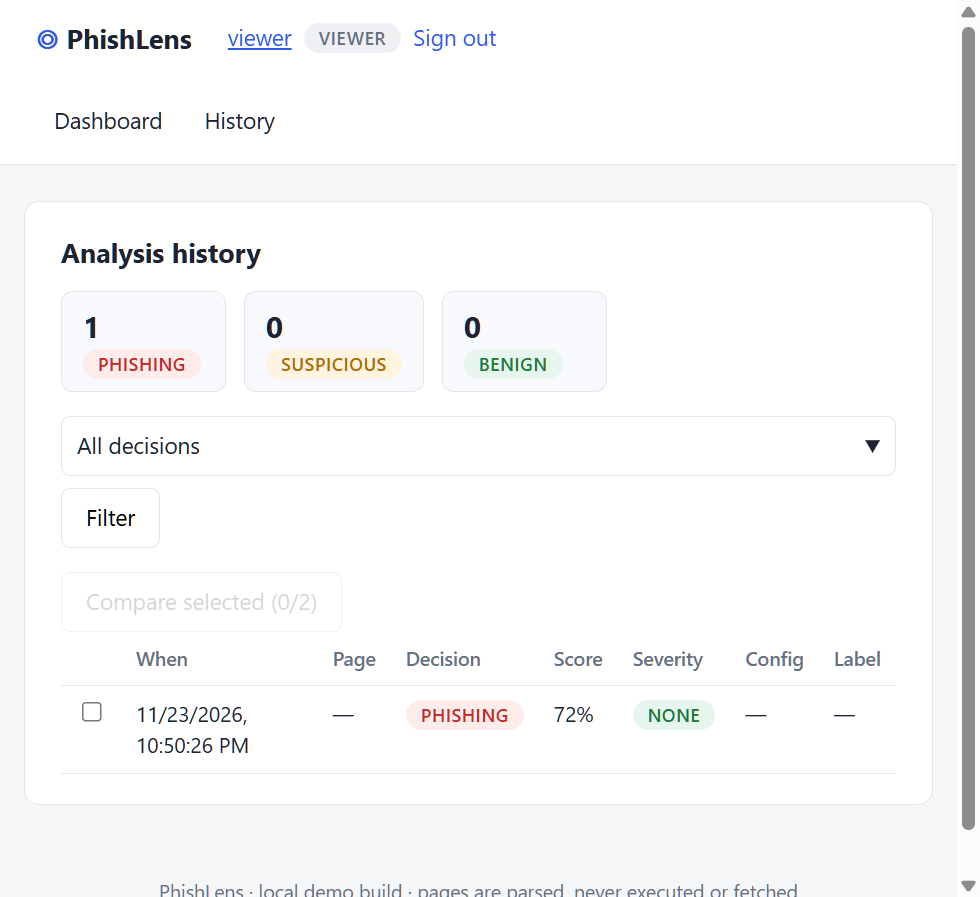 PhishLens viewer VIEWER Sign out
Dashboard History
Analysis history
1 0 0
PHISHING SUSPICIOUS BENIGN
All decisions
Filter
Compare selected (0/2)
When Page Decision Score Severity Config Label
11/23/2026, — PHISHING 72% NONE — —
10:50:26 PM
PhishLens · local demo build · pages are parsed, never executed or fetched